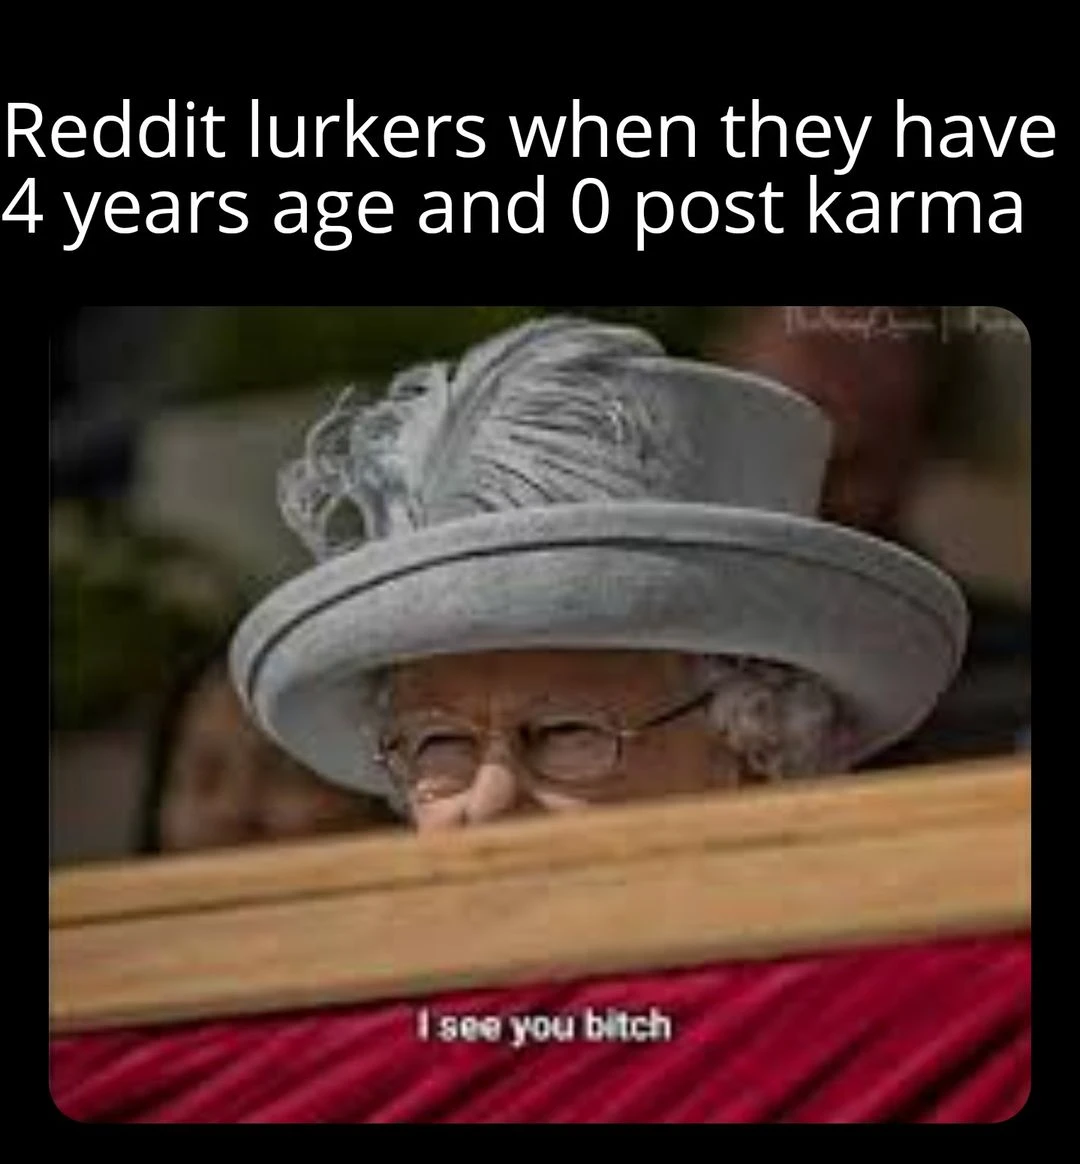 Reddit lurkers when they have
4 years age and 0 post karma
I see you bitch